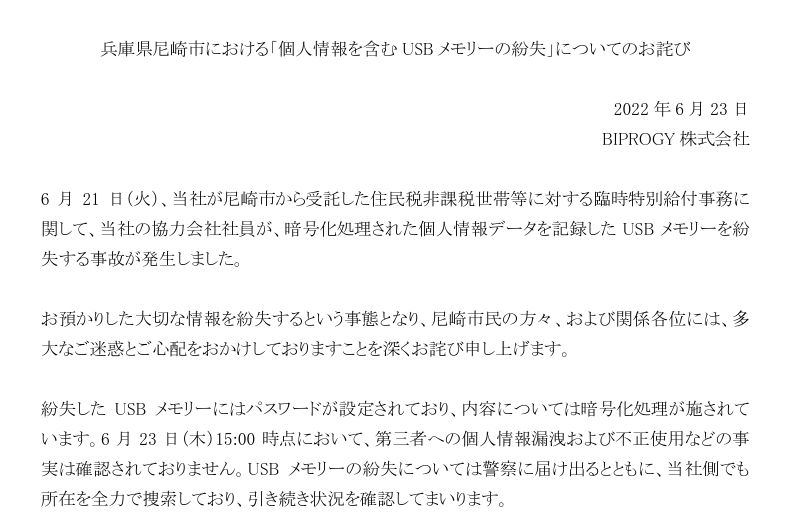 兵庫県尼崎市における「個人情報を含む USB メモリーの紛失」についてのお詫び
2022 年 6 月 23 日
BIPROGY 株式会社
6 月 21 日(火)、当社が尼崎市から受託した住民税非課税世帯等に対する臨時特別給付事務に
関して、当社の協力会社社員が、暗号化処理された個人情報データを記録した USB メモリーを紛
失する事故が発生しました。
お預かりした大切な情報を紛失するという事態となり、尼崎市民の方々、および関係各位には、多
大なご迷惑とご心配をおかけしておりますことを深くお詫び申し上げます。
紛失した USB メモリーにはパスワードが設定されており、内容については暗号化処理が施されて
います。6 月 23 日(木)15:00 時点において、第三者への個人情報漏洩および不正使用などの事
実は確認されておりません。USB メモリーの紛失については警察に届け出るとともに、当社側でも
所在を全力で捜索しており、引き続き状況を確認してまいります。